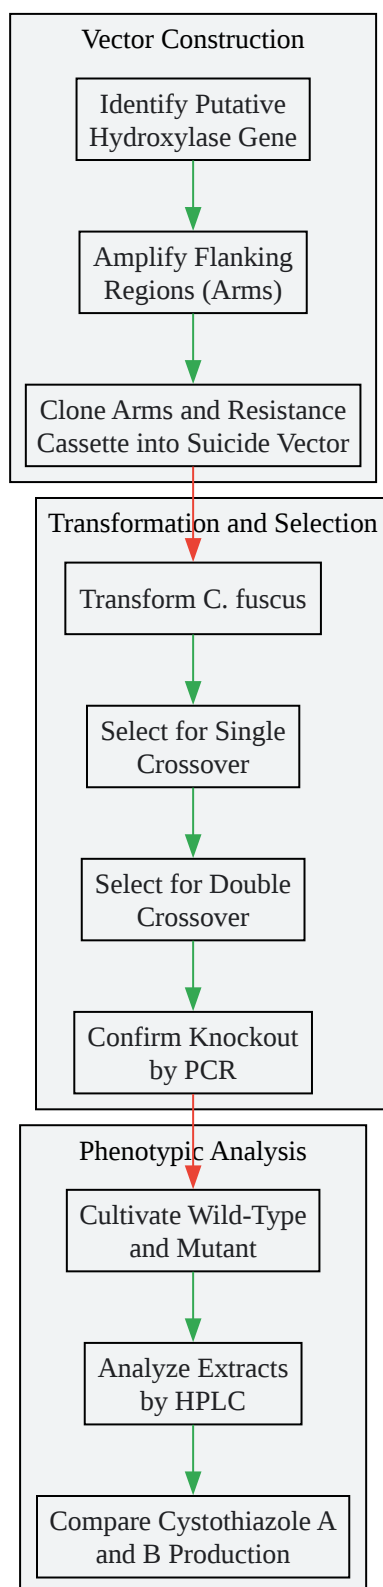 Vector Construction
Identify Putative
Hydroxylase Gene
Amplify Flanking
Regions (Arms)
Clone Arms and Resistance
Cassette into Suicide Vector
Transformation and Selection
Transform C. fuscus
Select for Single
Crossover
Select for Double
Crossover
Confirm Knockout
by PCR
Phenotypic Analysis
Cultivate Wild-Type
and Mutant
Analyze Extracts
by HPLC
Compare Cystothiazole A
and B Production